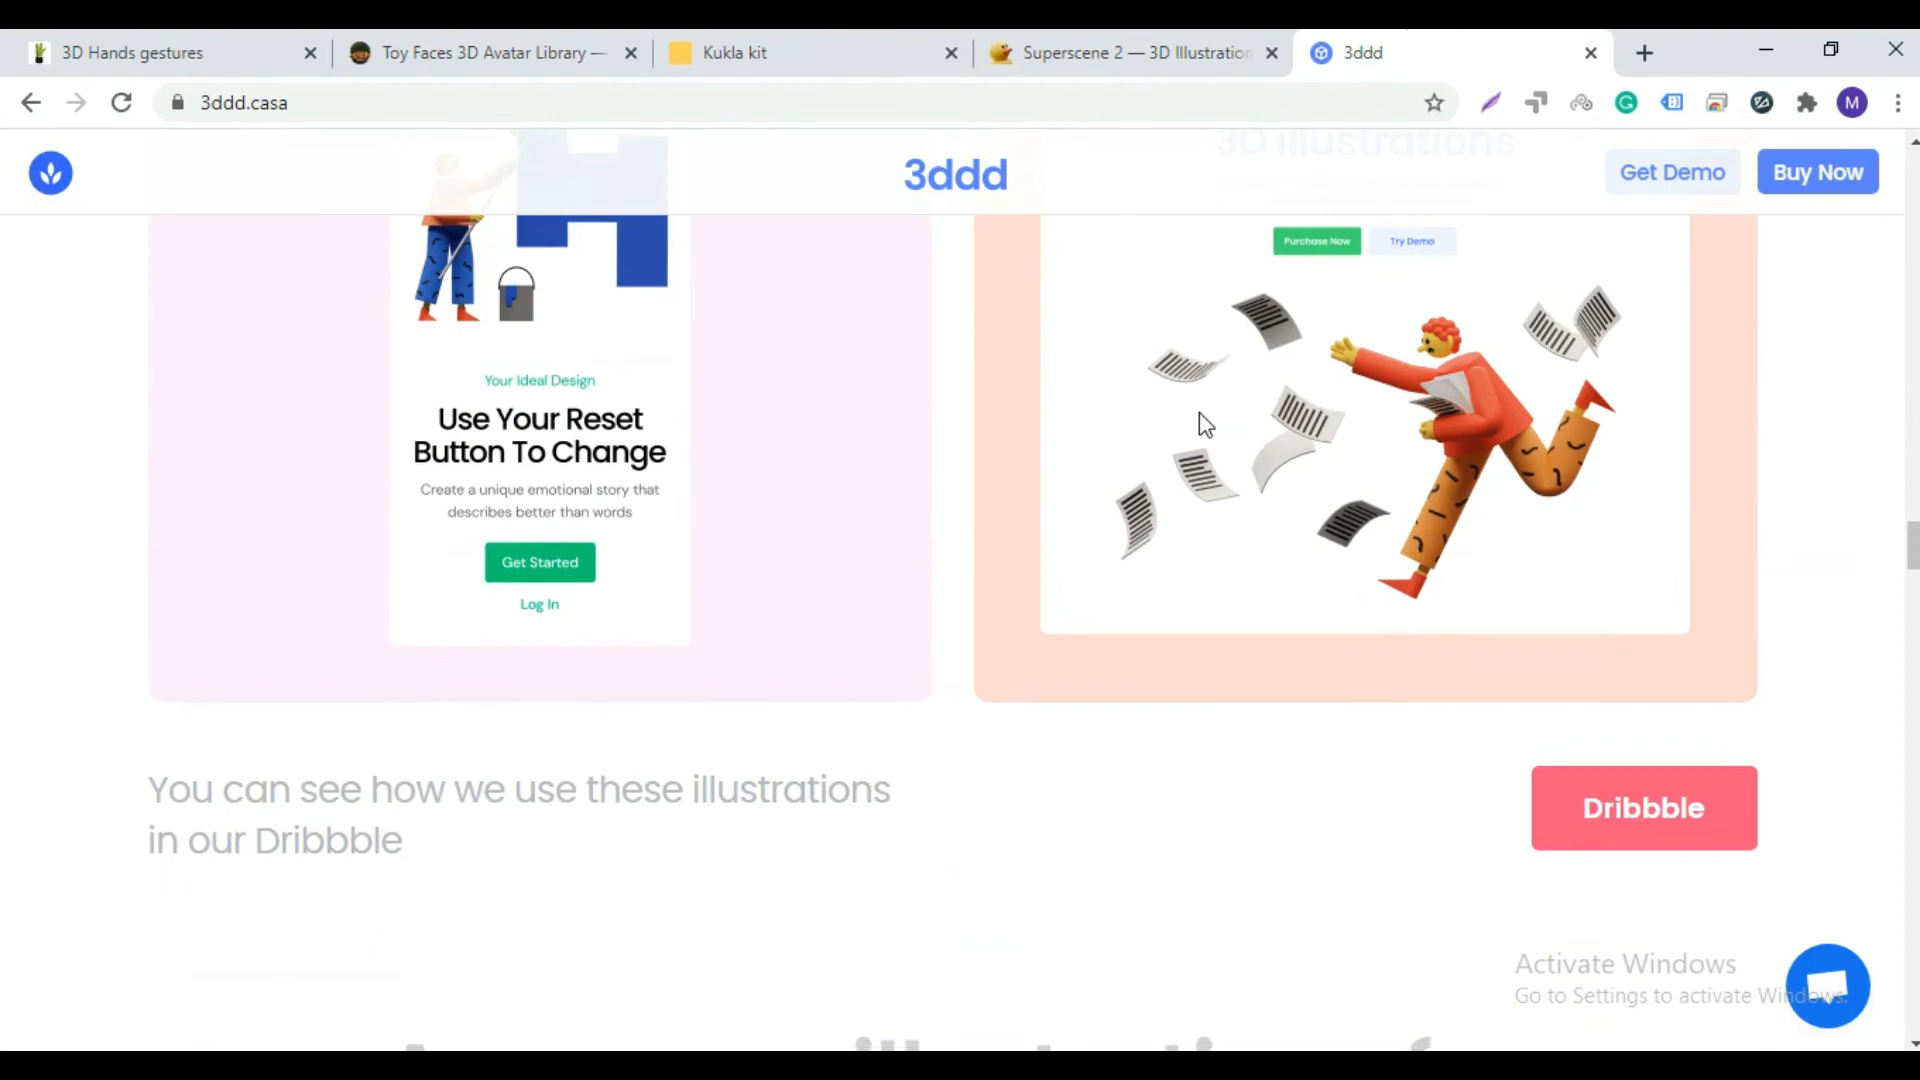 3D Hands gestures
Toy Faces 3D Avatar Library —
Kukla kit
Superscene 2 — 3D Illustration
3ddd
3ddd.casa
M
3ddd
Get Demo
Buy Now
3D illustrations
Purchase Now
Try Demo
Your Ideal Design
Use Your Reset
Button To Change
Create a unique emotional story that
describes better than words
Get Started
Log In
You can see how we use these illustrations
in our Dribbble
Dribbble
Activate Windows
Go to Settings to activate Windows.